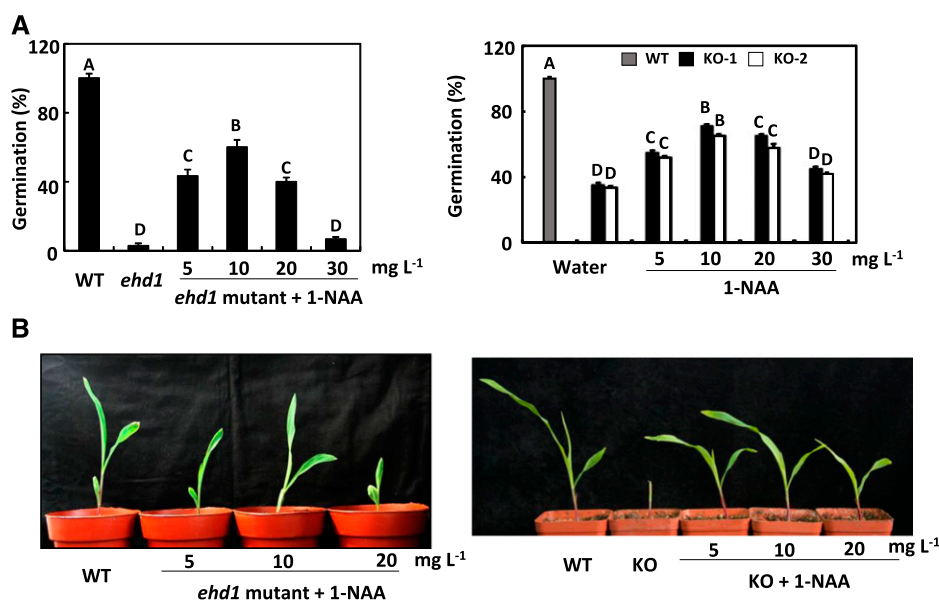 A
120
80
40
0
Germination (%)
A
D
C
B
C
D
WT
ehd1
5 10 20 30 mg L-1
ehd1 mutant + 1-NAA
120
80
40
0
Germination (%)
WT KO-1 KO-2
A
D D
C C
B B
C C
D D
Water
5 10 20 30 mg L-1
1-NAA
B
WT
5 10 20 mg L-1
ehd1 mutant + 1-NAA
WT KO
5 10 20 mg L-1
KO + 1-NAA